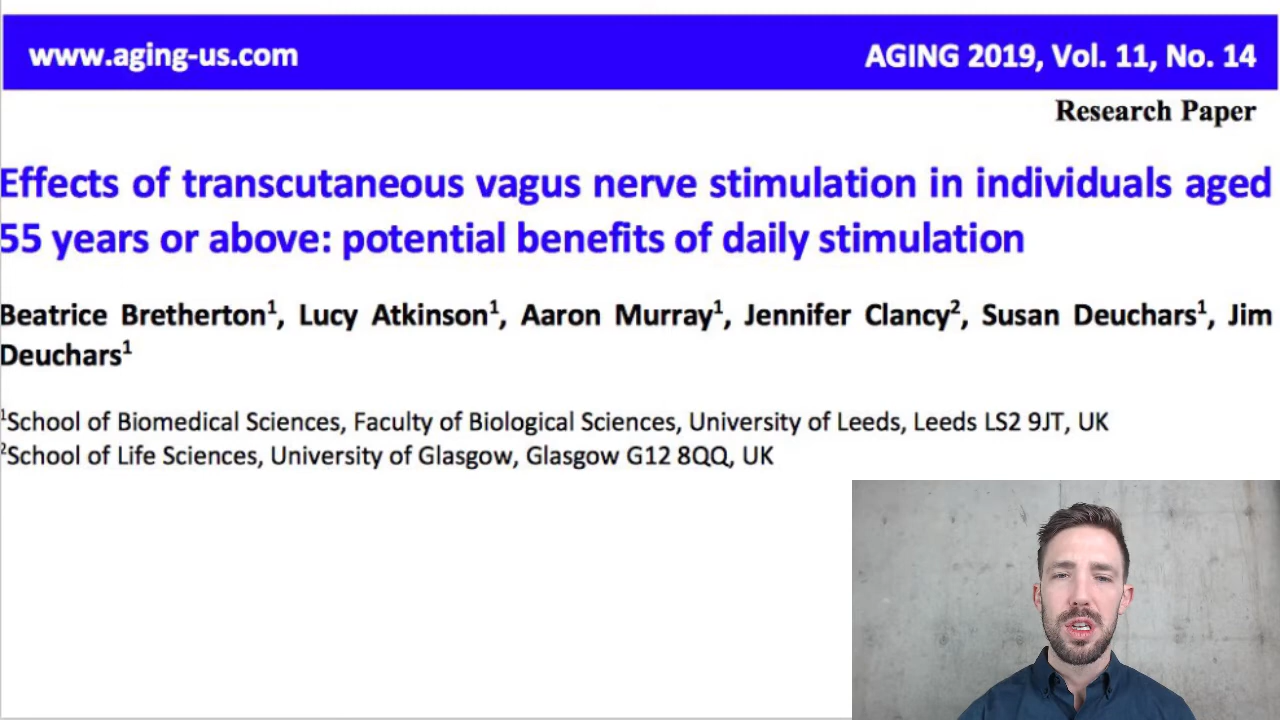 www.aging-us.com AGING 2019, Vol. 11, No. 14
Research Paper
Effects of transcutaneous vagus nerve stimulation in individuals aged
55 years or above: potential benefits of daily stimulation
Beatrice Bretherton¹, Lucy Atkinson¹, Aaron Murray¹, Jennifer Clancy², Susan Deuchars¹, Jim
Deuchars¹
¹School of Biomedical Sciences, Faculty of Biological Sciences, University of Leeds, Leeds LS2 9JT, UK
²School of Life Sciences, University of Glasgow, Glasgow G12 8QQ, UK